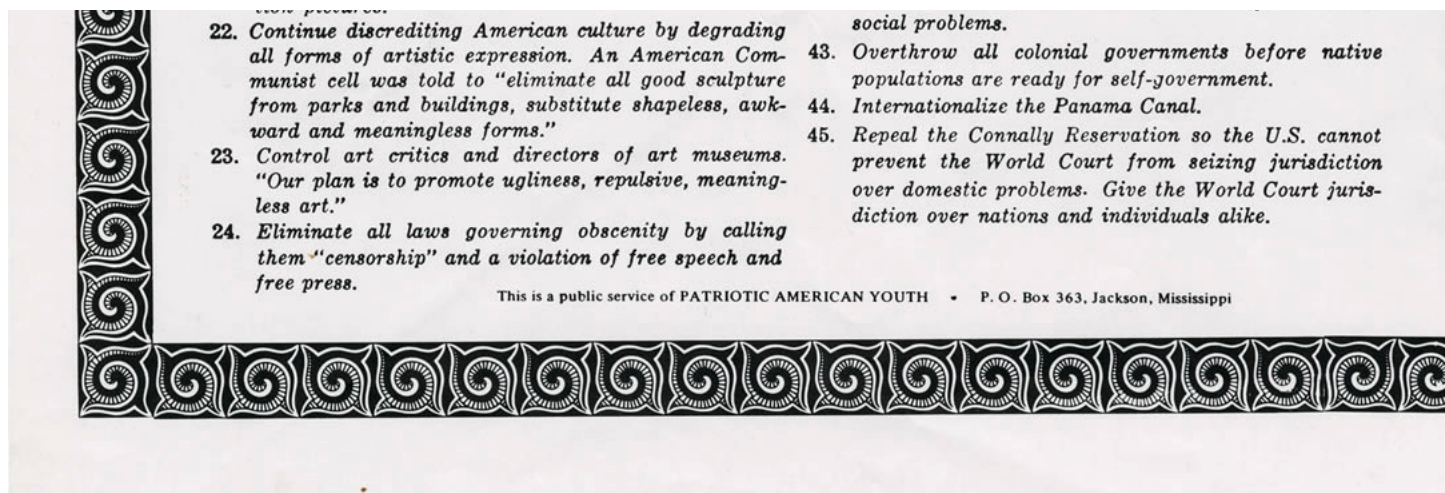 tion pictures.
22. Continue discrediting American culture by degrading
all forms of artistic expression. An American Com-
munist cell was told to "eliminate all good sculpture
from parks and buildings, substitute shapeless, awk-
ward and meaningless forms."
23. Control art critics and directors of art museums.
"Our plan is to promote ugliness, repulsive, meaning-
less art."
24. Eliminate all laws governing obscenity by calling
them "censorship" and a violation of free speech and
free press.
social problems.
43. Overthrow all colonial governments before native
populations are ready for self-government.
44. Internationalize the Panama Canal.
45. Repeal the Connally Reservation so the U.S. cannot
prevent the World Court from seizing jurisdiction
over domestic problems. Give the World Court juris-
diction over nations and individuals alike.
This is a public service of PATRIOTIC AMERICAN YOUTH • P. O. Box 363, Jackson, Mississippi